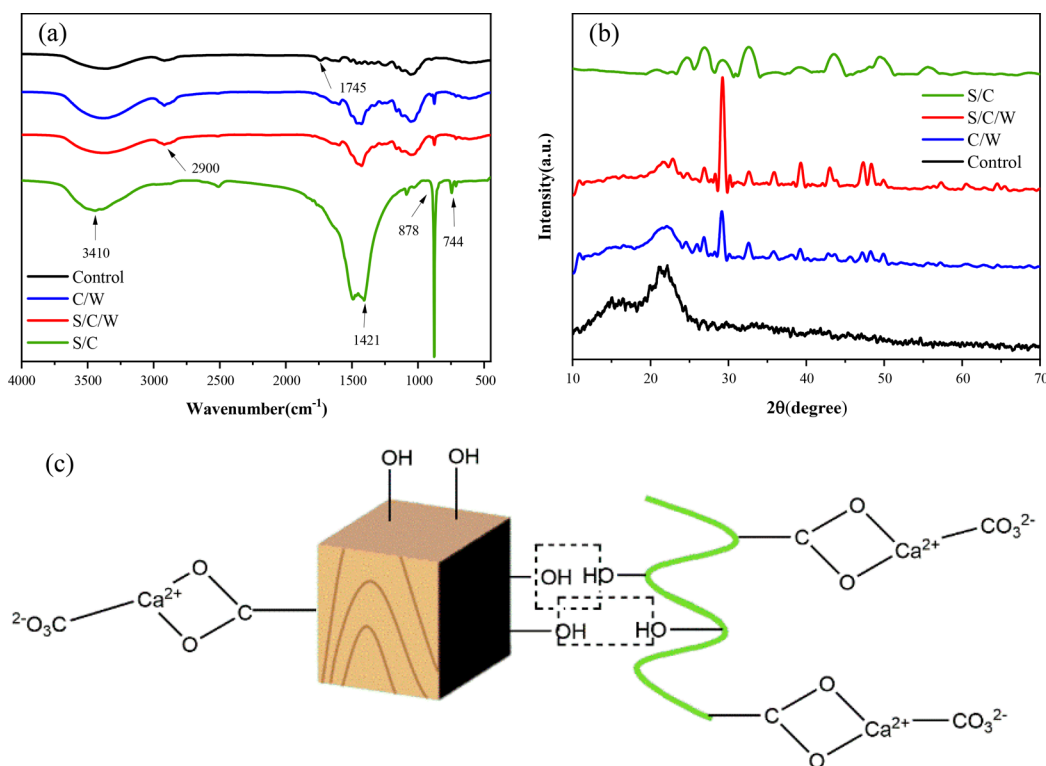 (a)
1745
2900
3410
878
744
1421
Control
C/W
S/C/W
S/C
4000 3500 3000 2500 2000 1500 1000 500
Wavenumber(cm⁻¹)
(b)
S/C
S/C/W
C/W
Control
Intensity(a.u.)
10 20 30 40 50 60 70
2θ(degree)
(c)
OH OH
O
Ca²⁺
C
O
²⁻O₃C
OH HO
OH HO
O
C
O
Ca²⁺
CO₃²⁻
O
C
O
Ca²⁺
CO₃²⁻